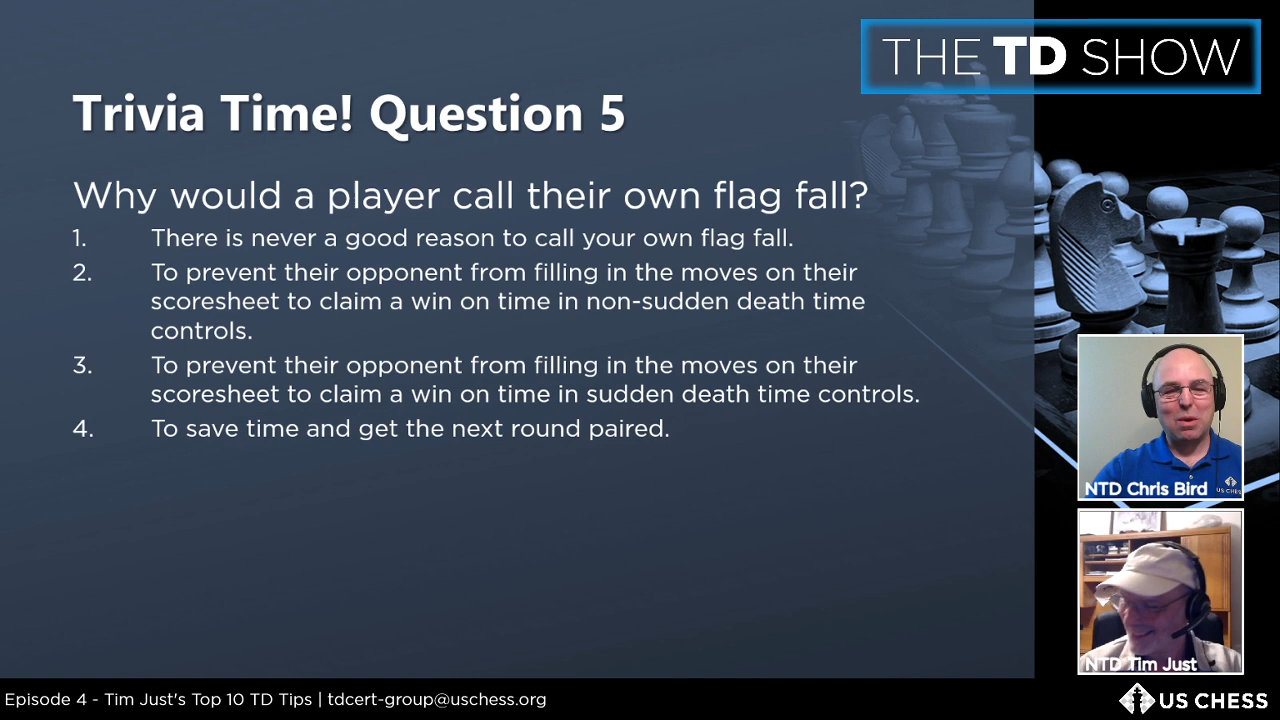 THE TD SHOW
Trivia Time! Question 5
Why would a player call their own flag fall?
1. There is never a good reason to call your own flag fall.
2. To prevent their opponent from filling in the moves on their
scoresheet to claim a win on time in non-sudden death time
controls.
3. To prevent their opponent from filling in the moves on their
scoresheet to claim a win on time in sudden death time controls.
4. To save time and get the next round paired.
US CHESS
NTD Chris Bird
NTD Tim Just
Episode 4 - Tim Just's Top 10 TD Tips | tdcert-group@uschess.org
US CHESS